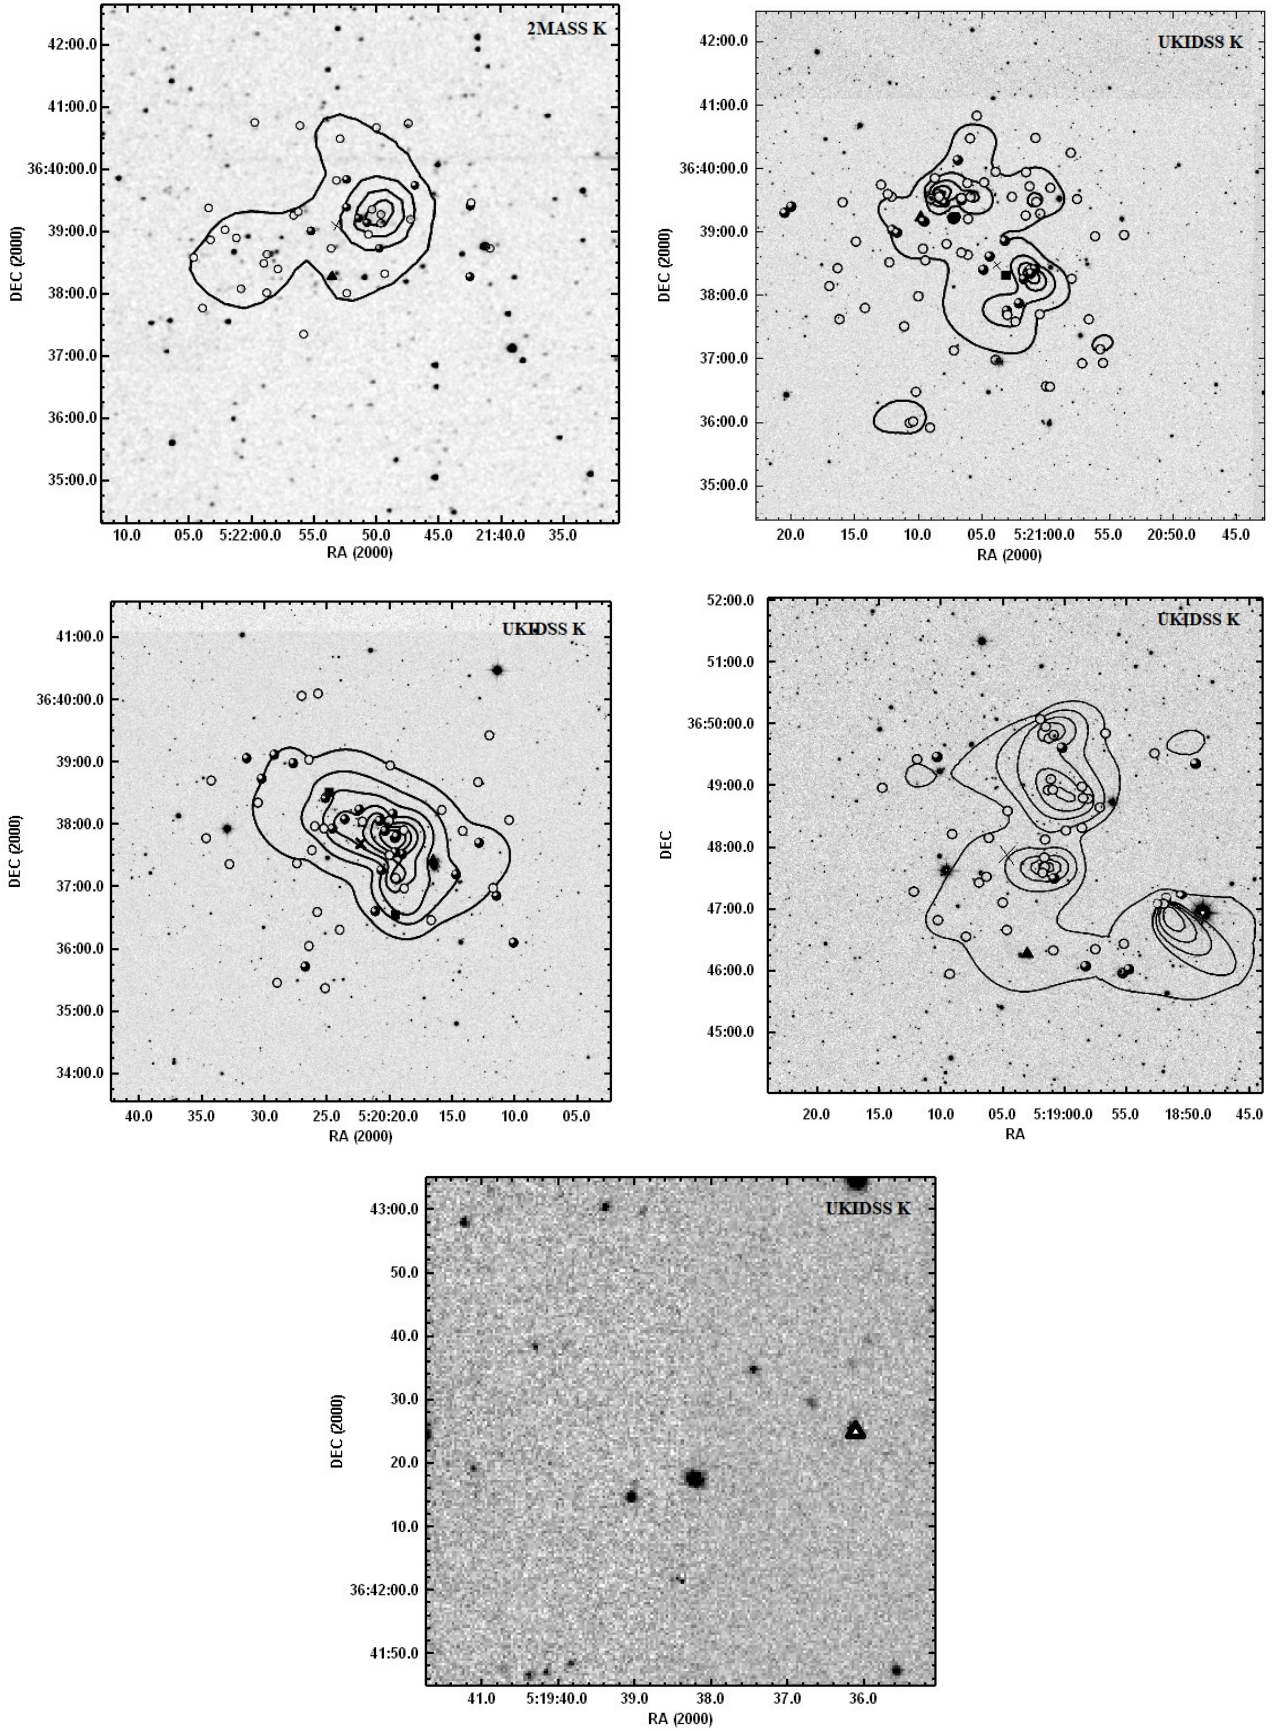 2MASS K
42:00.0
41:00.0
36:40:00.0
39:00.0
38:00.0
37:00.0
36:00.0
35:00.0
DEC (2000)
10.0 05.0 5:22:00.0 55.0 50.0 45.0 21:40.0 35.0
RA (2000)
UKIDSS K
42:00.0
41:00.0
36:40:00.0
39:00.0
38:00.0
37:00.0
36:00.0
35:00.0
DEC (2000)
20.0 15.0 10.0 05.0 5:21:00.0 55.0 20:50.0 45.0
RA (2000)
UKIDSS K
41:00.0
36:40:00.0
39:00.0
38:00.0
37:00.0
36:00.0
35:00.0
34:00.0
DEC (2000)
40.0 35.0 30.0 25.0 5:20:20.0 15.0 10.0 05.0
RA (2000)
UKIDSS K
52:00.0
51:00.0
36:50:00.0
49:00.0
48:00.0
47:00.0
46:00.0
45:00.0
DEC
20.0 15.0 10.0 05.0 5:19:00.0 55.0 18:50.0 45.0
RA
UKIDSS K
43:00.0
50.0
40.0
30.0
20.0
10.0
36:42:00.0
41:50.0
DEC (2000)
41.0 5:19:40.0 39.0 38.0 37.0 36.0
RA (2000)